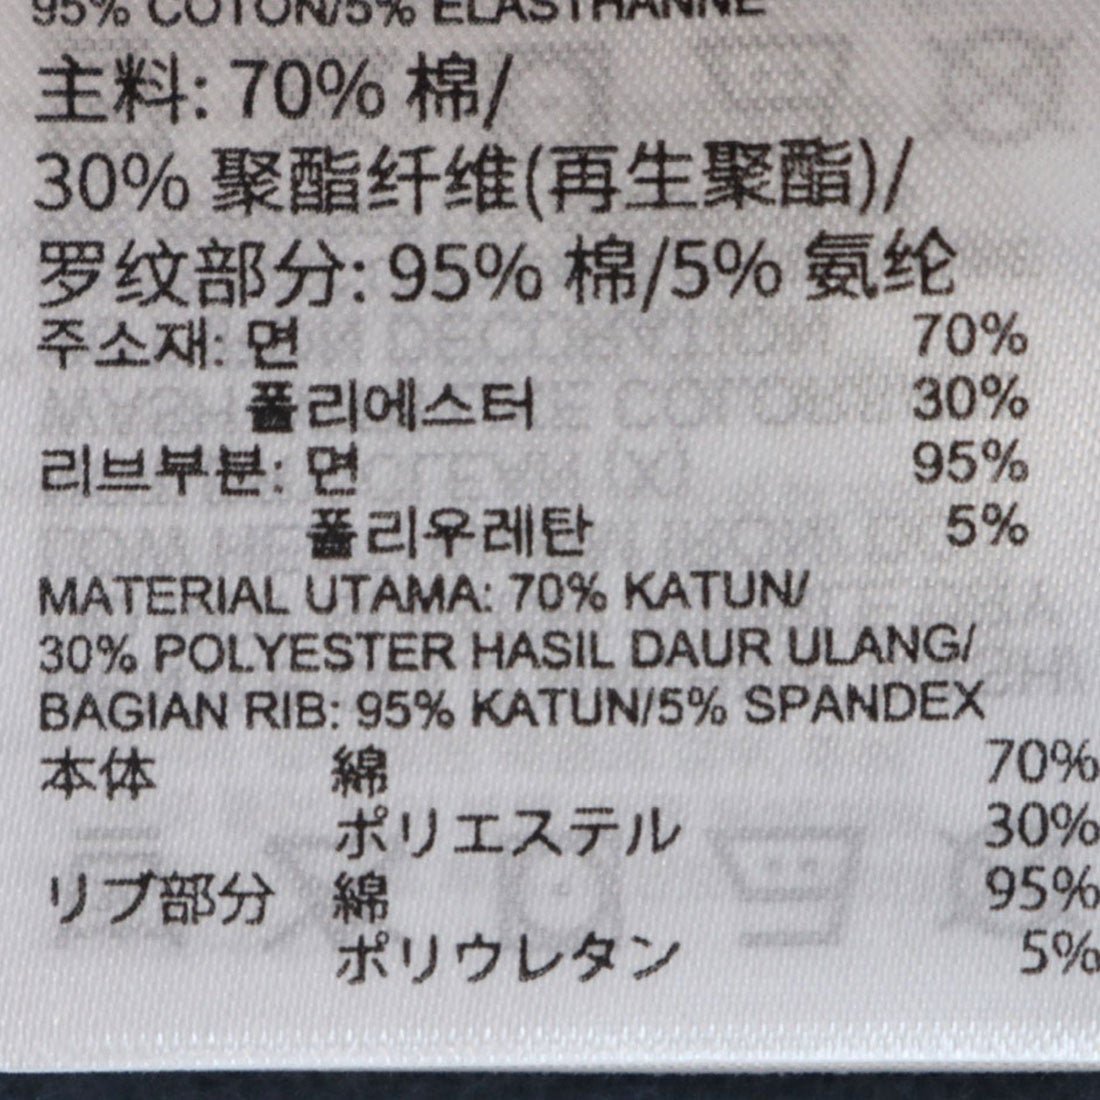 95% COTON/5% ELASTHANNE
主料: 70% 棉/
30% 聚酯纤维(再生聚酯)/
罗纹部分: 95% 棉/5% 氨纶
주소재: 면 70%
폴리에스터 30%
리브부분: 면 95%
폴리우레탄 5%
MATERIAL UTAMA: 70% KATUN/
30% POLYESTER HASIL DAUR ULANG/
BAGIAN RIB: 95% KATUN/5% SPANDEX
本体 綿 70%
ポリエステル 30%
リブ部分 綿 95%
ポリウレタン 5%